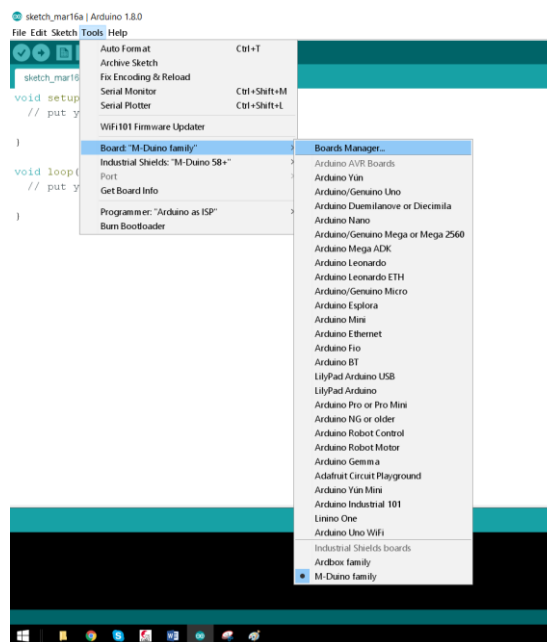 sketch_mar16a | Arduino 1.8.0
File Edit Sketch Tools Help
sketch_mar16
void setup
// put y
}
void loop(
// put y
}
Auto Format Ctrl+T
Archive Sketch
Fix Encoding & Reload
Serial Monitor Ctrl+Shift+M
Serial Plotter Ctrl+Shift+L
WiFi101 Firmware Updater
Board: "M-Duino family"
Industrial Shields: "M-Duino 58+"
Port
Get Board Info
Programmer: "Arduino as ISP"
Burn Bootloader
Boards Manager...
Arduino AVR Boards
Arduino Yún
Arduino/Genuino Uno
Arduino Duemilanove or Diecimila
Arduino Nano
Arduino/Genuino Mega or Mega 2560
Arduino Mega ADK
Arduino Leonardo
Arduino Leonardo ETH
Arduino/Genuino Micro
Arduino Esplora
Arduino Mini
Arduino Ethernet
Arduino Fio
Arduino BT
LilyPad Arduino USB
LilyPad Arduino
Arduino Pro or Pro Mini
Arduino NG or older
Arduino Robot Control
Arduino Robot Motor
Arduino Gemma
Adafruit Circuit Playground
Arduino Yún Mini
Arduino Industrial 101
Linino One
Arduino Uno WiFi
Industrial Shields boards
Ardbox family
M-Duino family